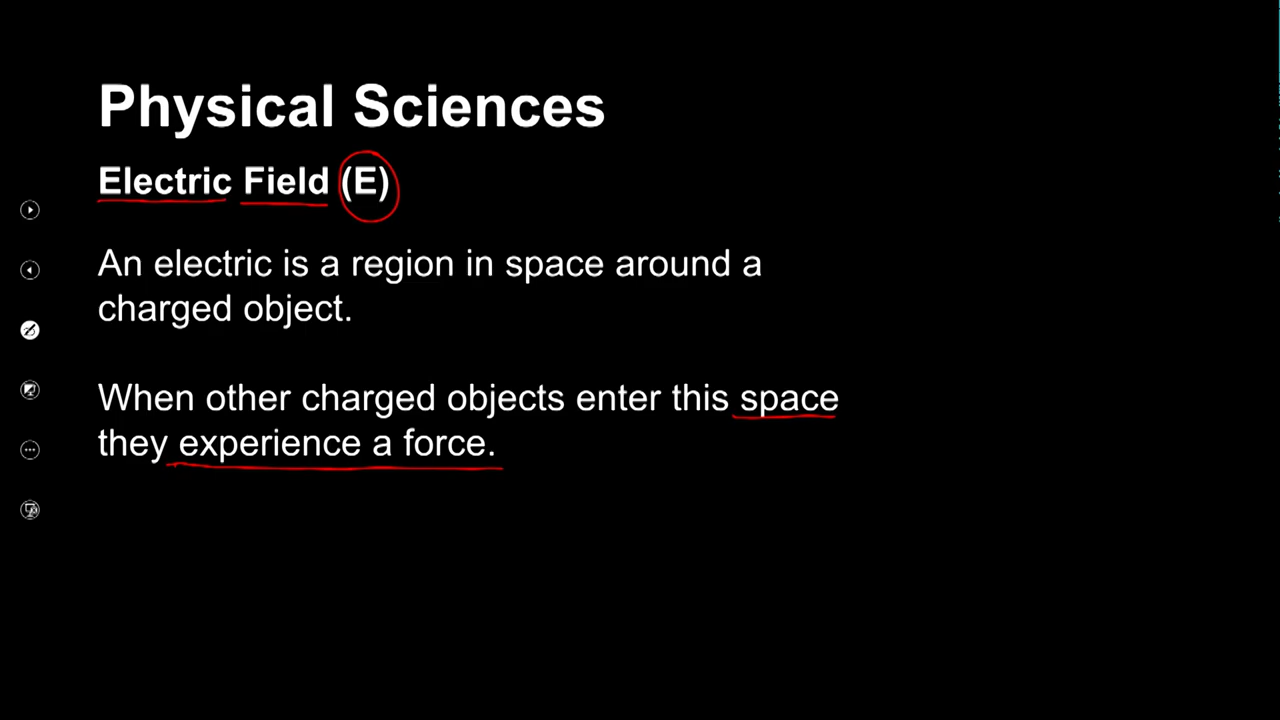 Physical Sciences
Electric Field (E)
An electric is a region in space around a
charged object.
When other charged objects enter this space
they experience a force.